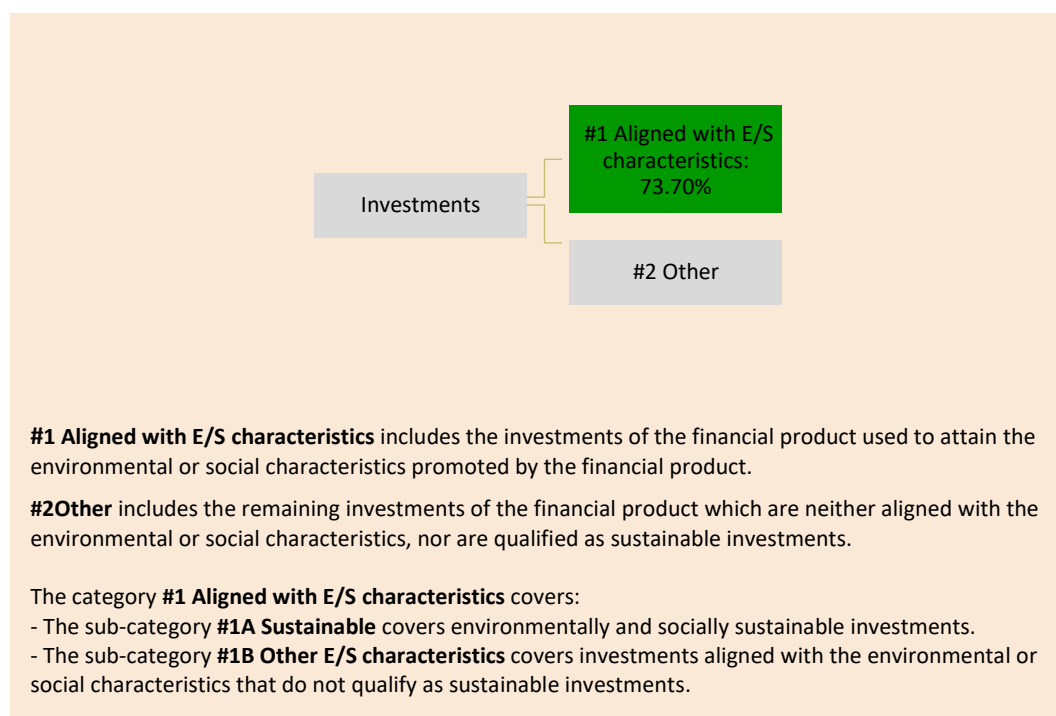 #1 Aligned with E/S
characteristics:
73.70%
Investments
#2 Other
#1 Aligned with E/S characteristics includes the investments of the financial product used to attain the
environmental or social characteristics promoted by the financial product.
#2Other includes the remaining investments of the financial product which are neither aligned with the
environmental or social characteristics, nor are qualified as sustainable investments.
The category #1 Aligned with E/S characteristics covers:
- The sub-category #1A Sustainable covers environmentally and socially sustainable investments.
- The sub-category #1B Other E/S characteristics covers investments aligned with the environmental or
social characteristics that do not qualify as sustainable investments.